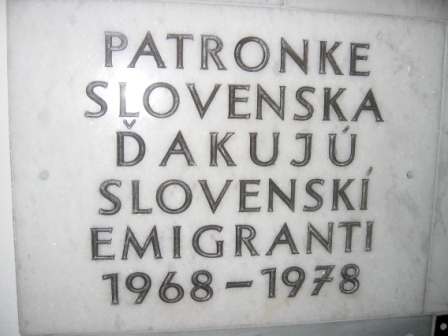 PATRONKE
SLOVENSKA
ĎAKUJÚ
SLOVENSKÍ
EMIGRANTI
1968-1978